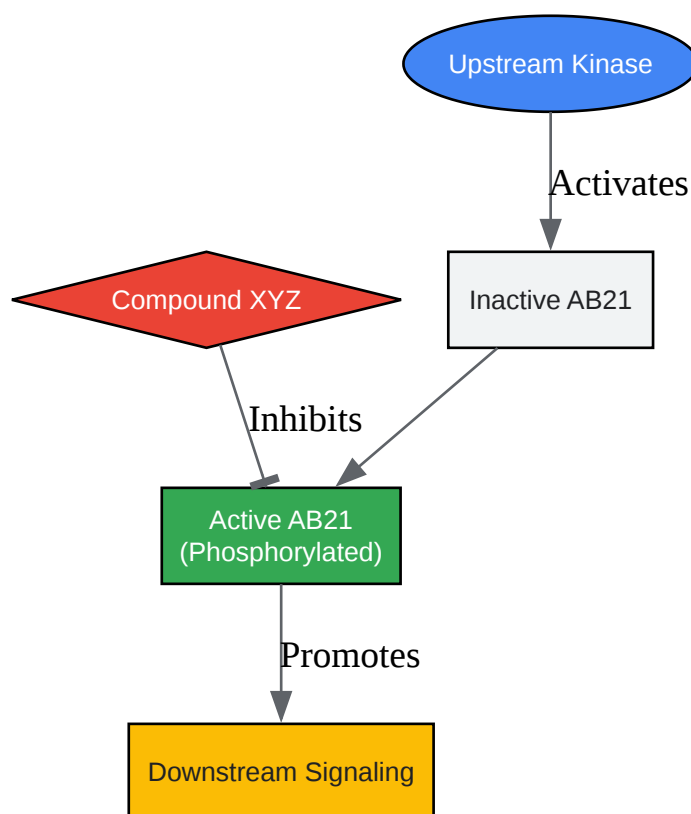 Upstream Kinase
Activates
Compound XYZ
Inactive AB21
Inhibits
Active AB21
(Phosphorylated)
Promotes
Downstream Signaling